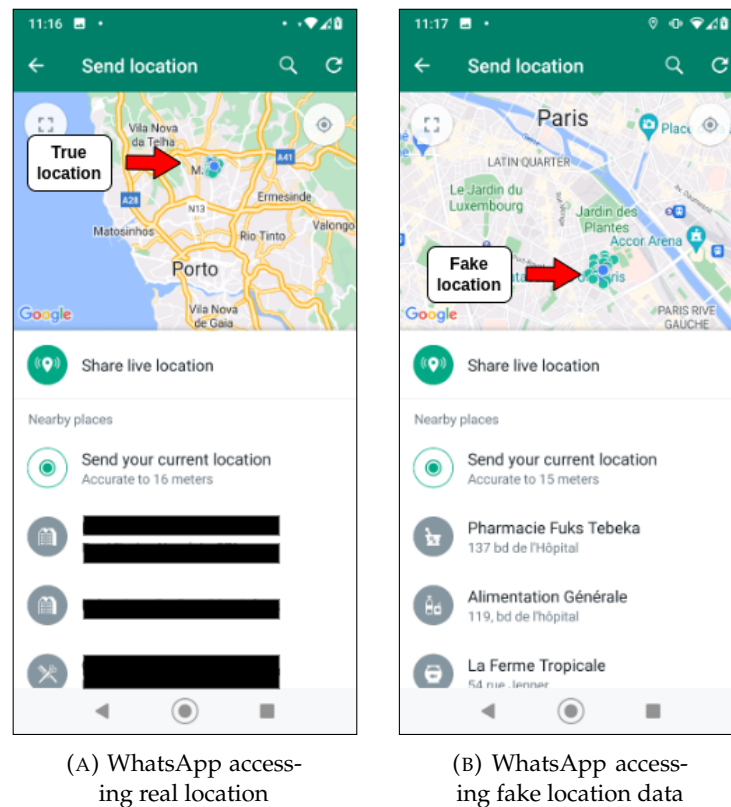 11:16
Send location
Vila Nova
da Telha
True
location
M.
A41
A28
Ermesinde
N13
Matosinhos
Rio Tinto
Valongo
Porto
Vila Nova
de Gaia
Google
Share live location
Nearby places
Send your current location
Accurate to 16 meters
(A) WhatsApp access-
ing real location
11:17
Send location
Paris
Place
LATIN QUARTER
Le Jardin du
Luxembourg
Jardin des
Plantes
Accor Arena
Fake
location
PARIS RIVE
GAUCHE
Google
Share live location
Nearby places
Send your current location
Accurate to 15 meters
Pharmacie Fuks Tebeka
137 bd de l'Hôpital
Alimentation Générale
119, bd de l'hôpital
La Ferme Tropicale
54 rue Jenner
(B) WhatsApp access-
ing fake location data